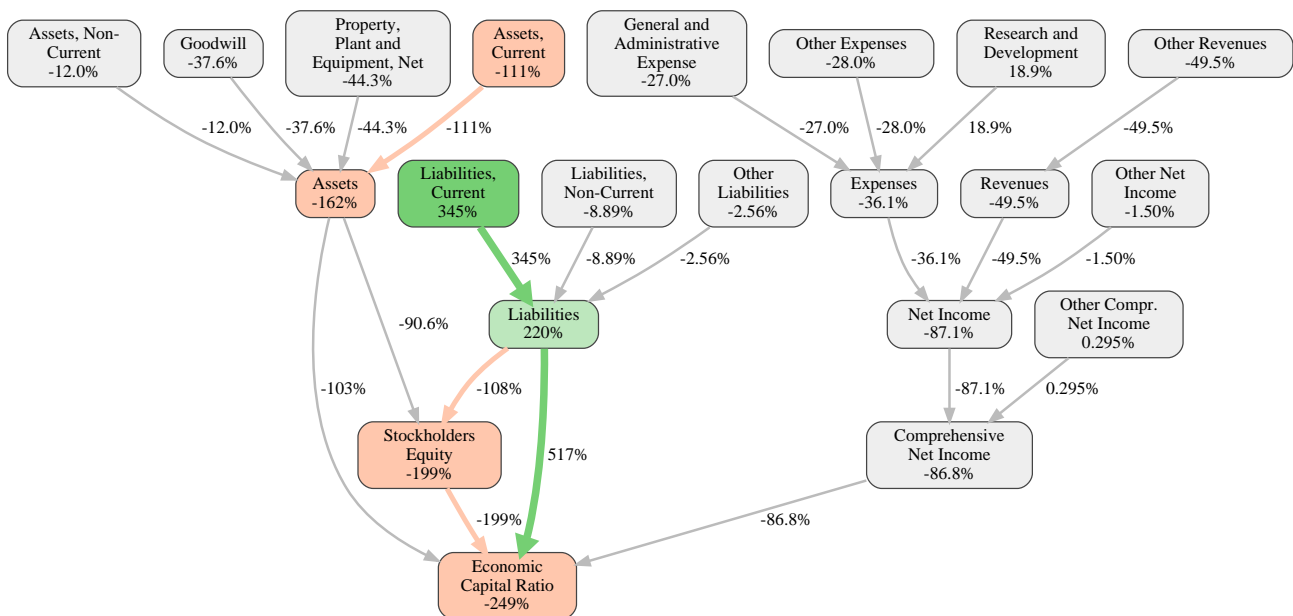 Assets, Non-
Current
-12.0%
Goodwill
-37.6%
Property,
Plant and
Equipment, Net
-44.3%
Assets,
Current
-111%
General and
Administrative
Expense
-27.0%
Other Expenses
-28.0%
Research and
Development
18.9%
Other Revenues
-49.5%
-12.0%
-37.6%
-44.3%
-111%
-27.0%
-28.0%
18.9%
-49.5%
Assets
-162%
Liabilities,
Current
345%
Liabilities,
Non-Current
-8.89%
Other
Liabilities
-2.56%
Expenses
-36.1%
Revenues
-49.5%
Other Net
Income
-1.50%
345%
-8.89%
-2.56%
-36.1%
-49.5%
-1.50%
-90.6%
Liabilities
220%
Net Income
-87.1%
Other Compr.
Net Income
0.295%
-103%
-108%
-87.1%
0.295%
Stockholders
Equity
-199%
517%
Comprehensive
Net Income
-86.8%
-199%
-86.8%
Economic
Capital Ratio
-249%